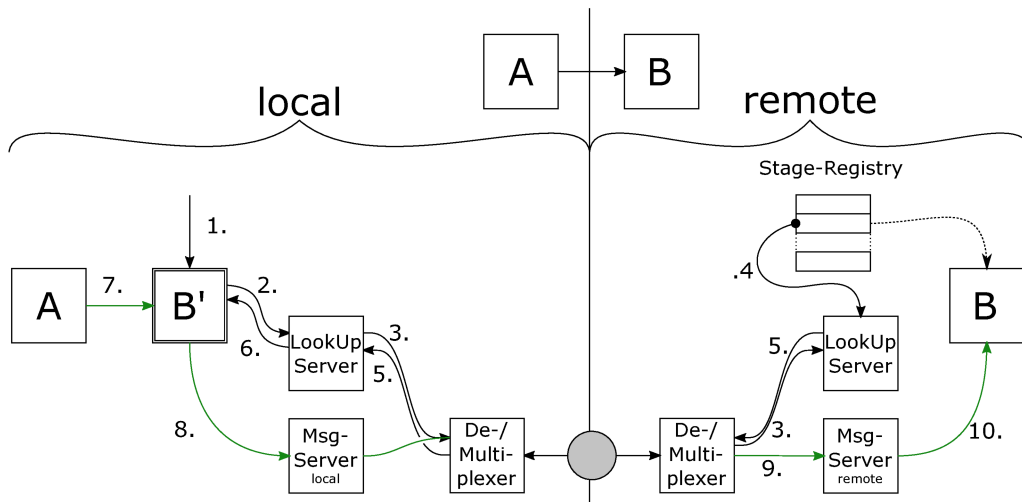 A
B
local
remote
Stage-Registry
1.
.4
A
7.
B'
2.
B
6.
LookUp
Server
3.
5.
5.
LookUp
Server
3.
8.
Msg-
Server
local
De-/
Multi-
plexer
De-/
Multi-
plexer
9.
Msg-
Server
remote
10.